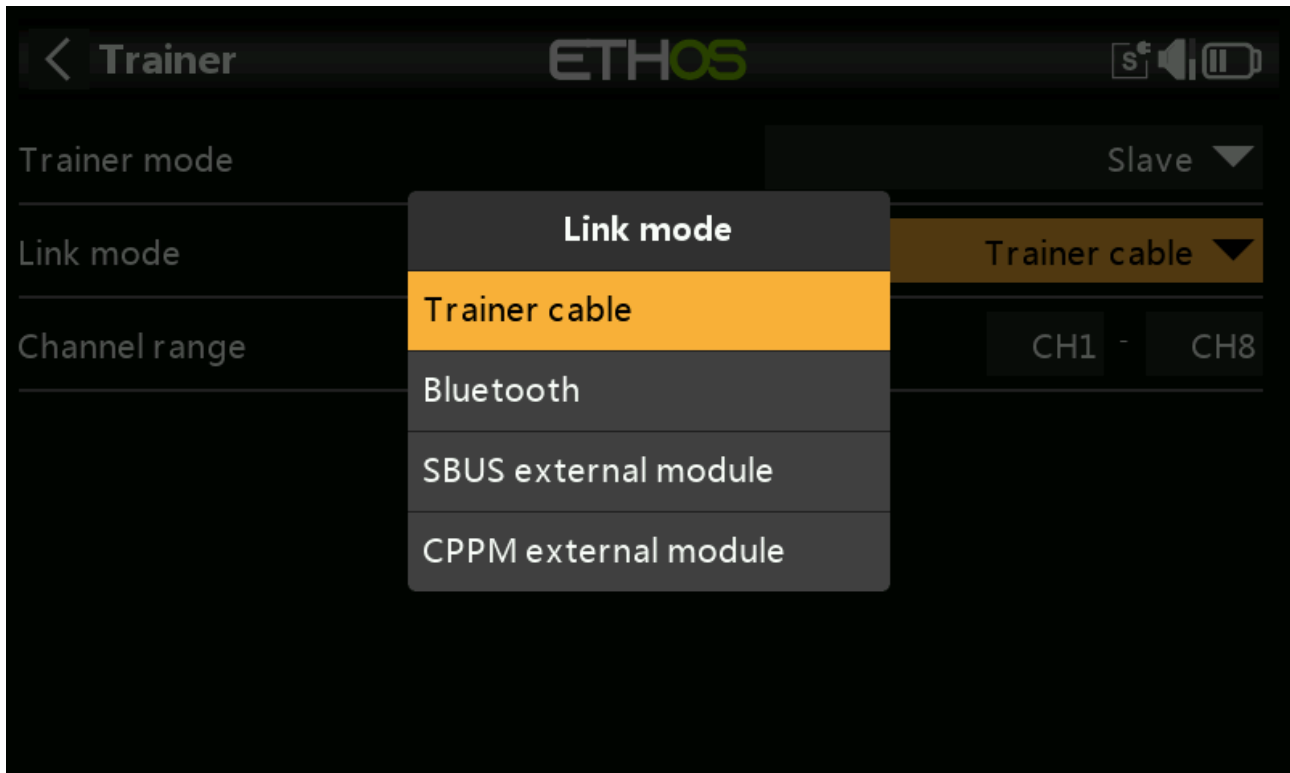 Trainer
ETHOS
S
Trainer mode
Slave
Link mode
Link mode
Trainer cable
Trainer cable
Bluetooth
Channel range
CH1 - CH8
SBUS external module
CPPM external module